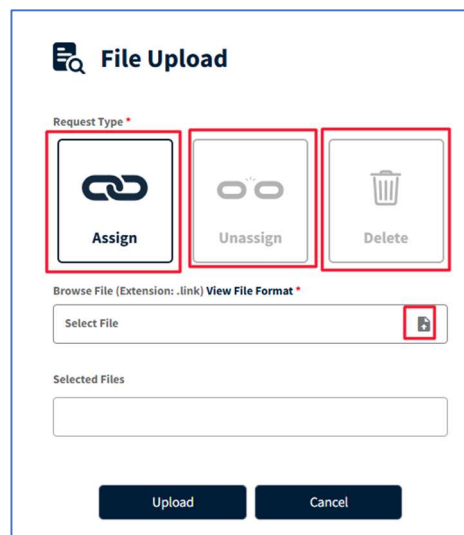 File Upload
Request Type *
Assign Unassign Delete
Browse File (Extension: .link) View File Format *
Select File
Selected Files
Upload Cancel